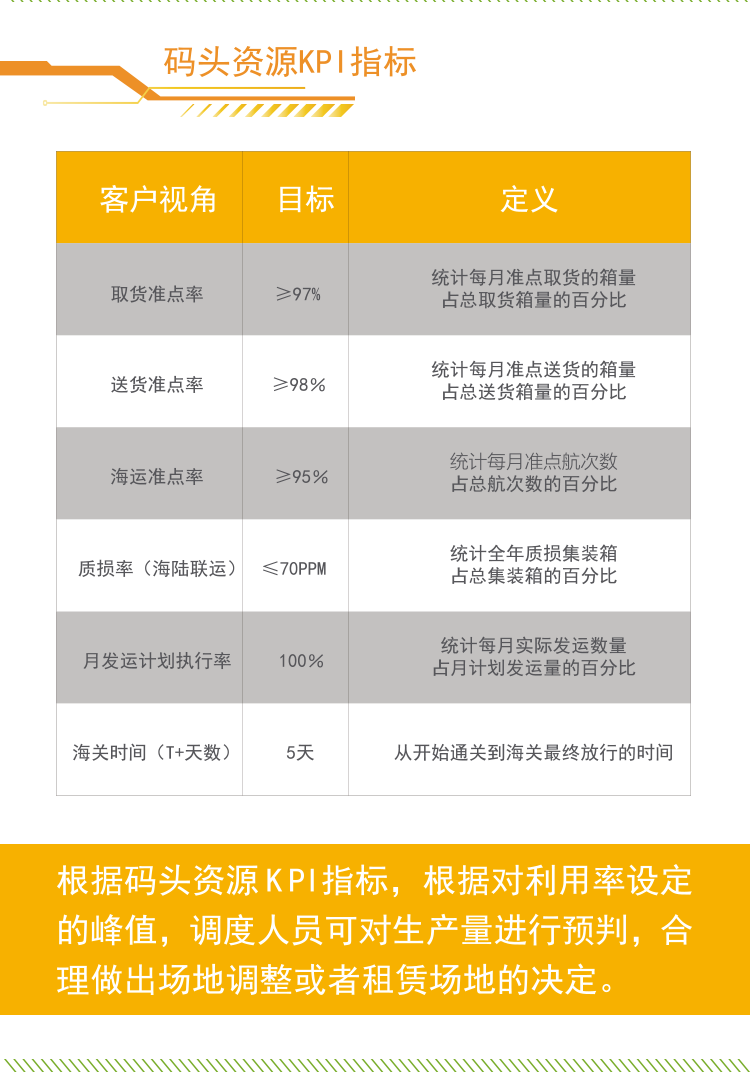 码头资源KPI指标
客户视角 目标 定义
取货准点率 ≥97% 统计每月准点取货的箱量
占总取货箱量的百分比
送货准点率 ≥98% 统计每月准点送货的箱量
占总送货箱量的百分比
海运准点率 ≥95% 统计每月准点航次数
占总航次数的百分比
质损率（海陆联运） ≤70PPM 统计全年质损集装箱
占总集装箱的百分比
月发运计划执行率 100% 统计每月实际发运数量
占月计划发运量的百分比
海关时间（T+天数） 5天 从开始通关到海关最终放行的时间
根据码头资源KPI指标，根据对利用率设定
的峰值，调度人员可对生产量进行预判，合
理做出场地调整或者租赁场地的决定。